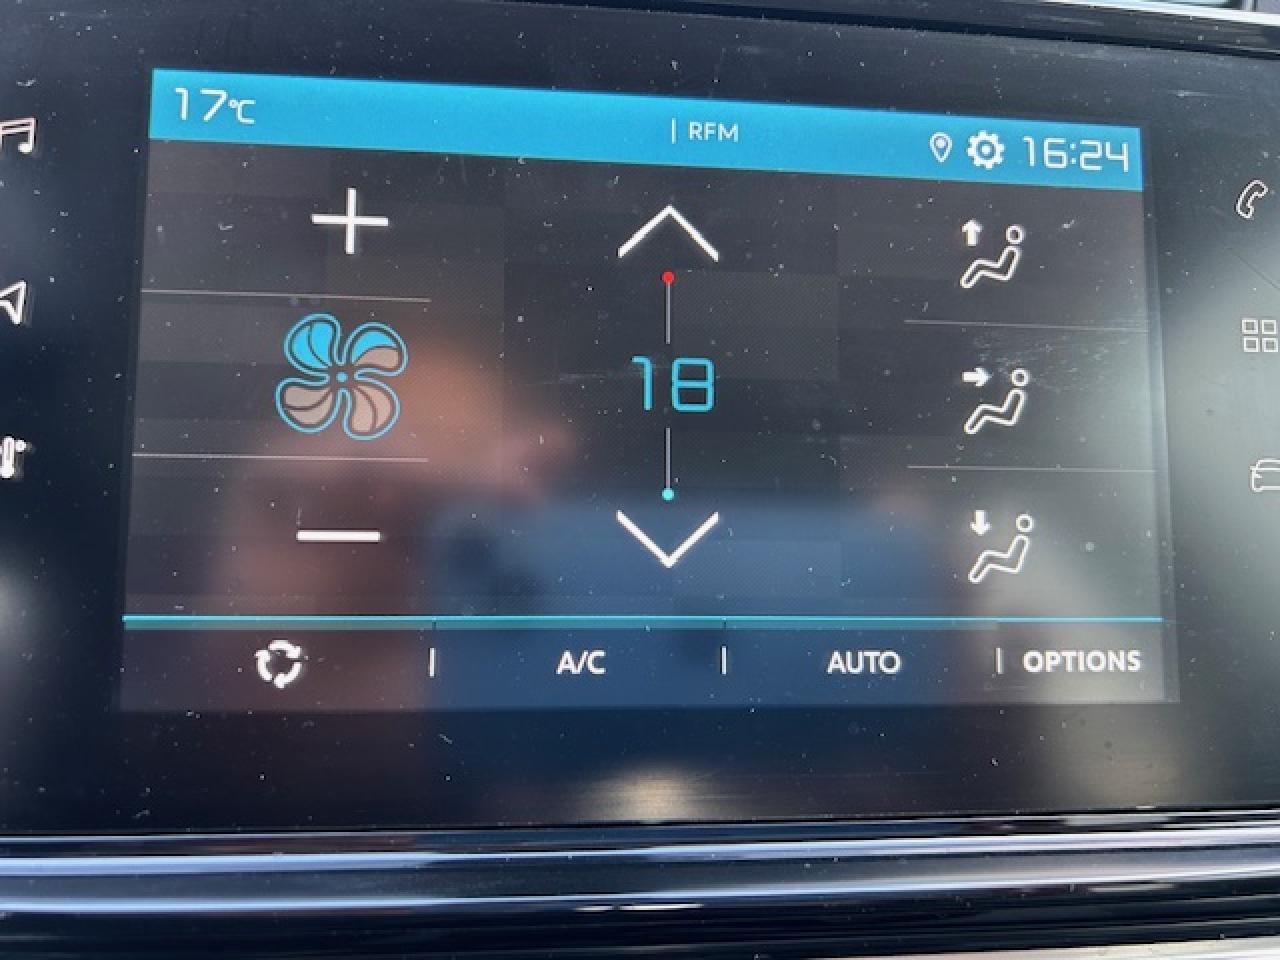 17°C
RFM
16:24
18
A/C
AUTO
OPTIONS